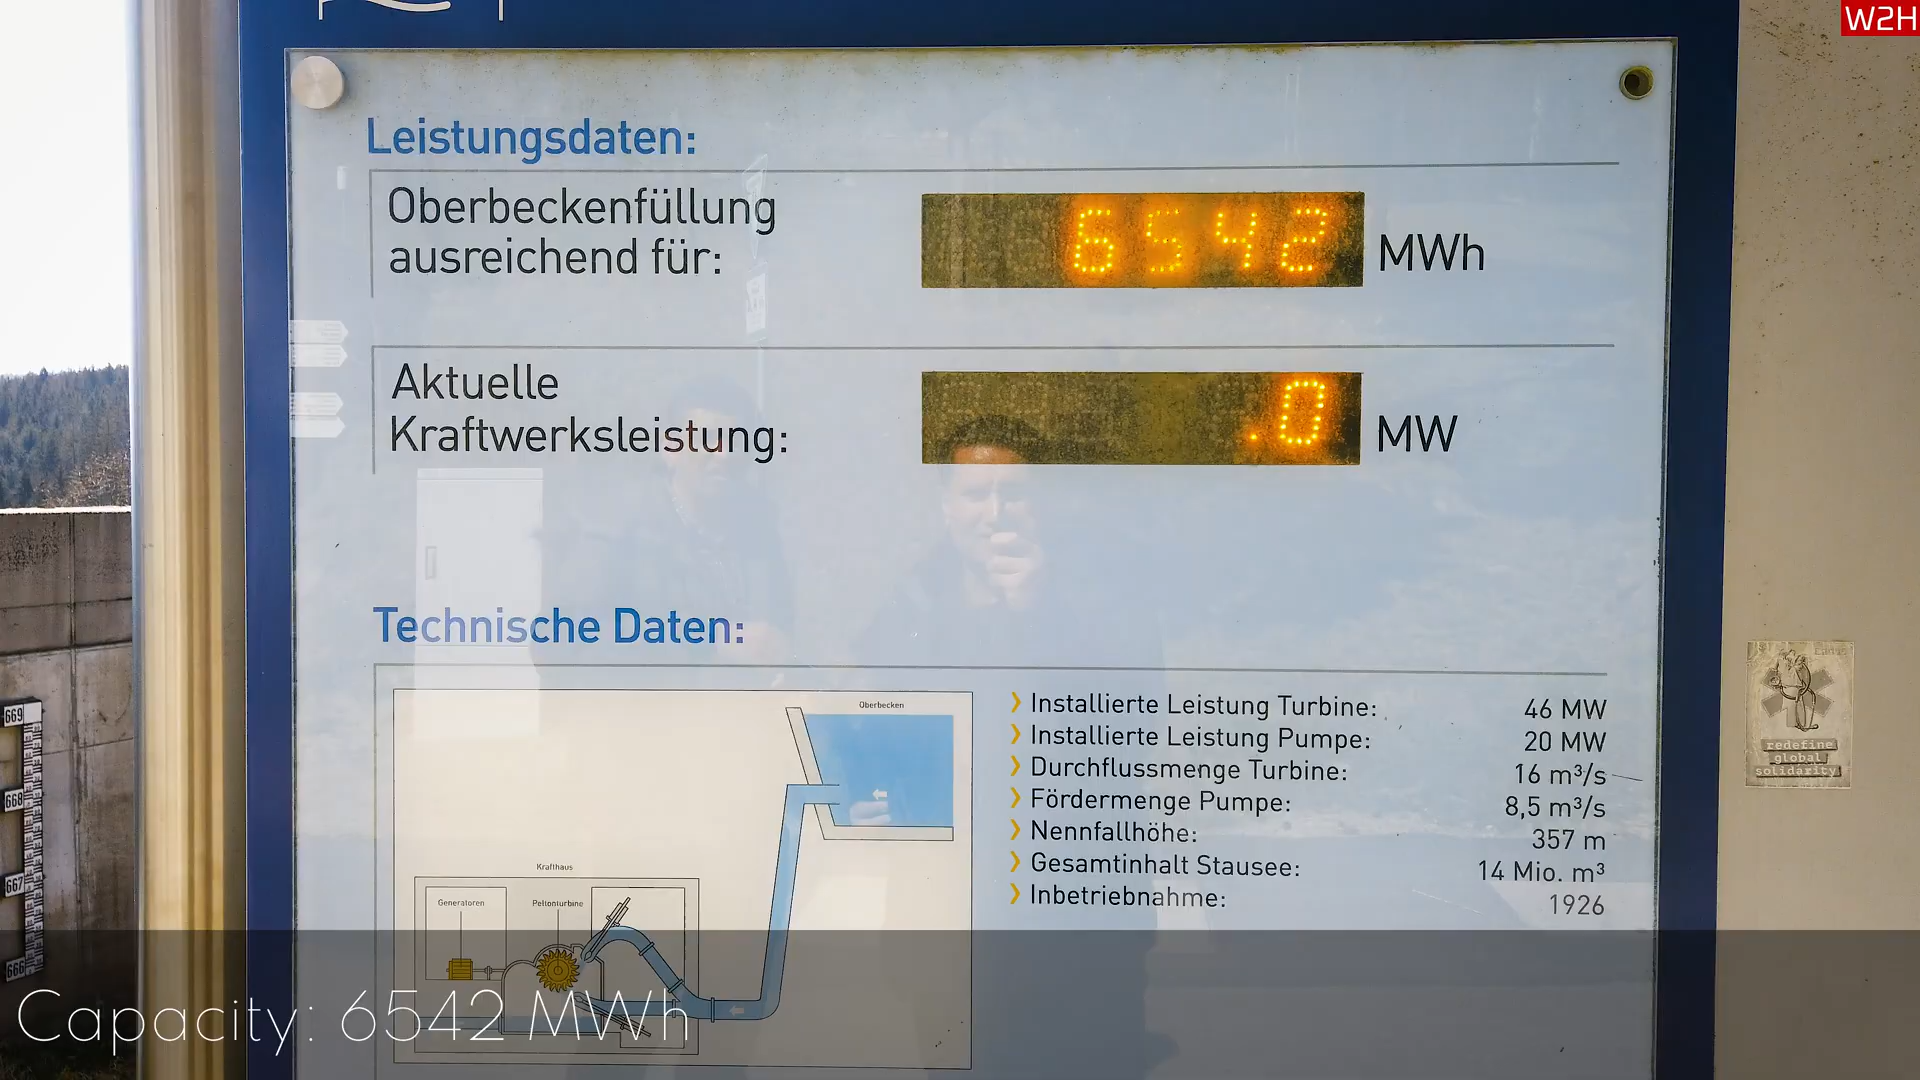 W2H
Leistungsdaten:
Oberbeckenfüllung
ausreichend für:
6542 MWh
Aktuelle
Kraftwerksleistung:
.0 MW
Technische Daten:
Oberbecken
Krafthaus
Generatoren
Peltonturbine
❯ Installierte Leistung Turbine: 46 MW
❯ Installierte Leistung Pumpe: 20 MW
❯ Durchflussmenge Turbine: 16 m³/s
❯ Fördermenge Pumpe: 8,5 m³/s
❯ Nennfallhöhe: 357 m
❯ Gesamtinhalt Stausee: 14 Mio. m³
❯ Inbetriebnahme: 1926
redefine
global
solidarity
669
668
667
666
Capacity: 6542 MWh